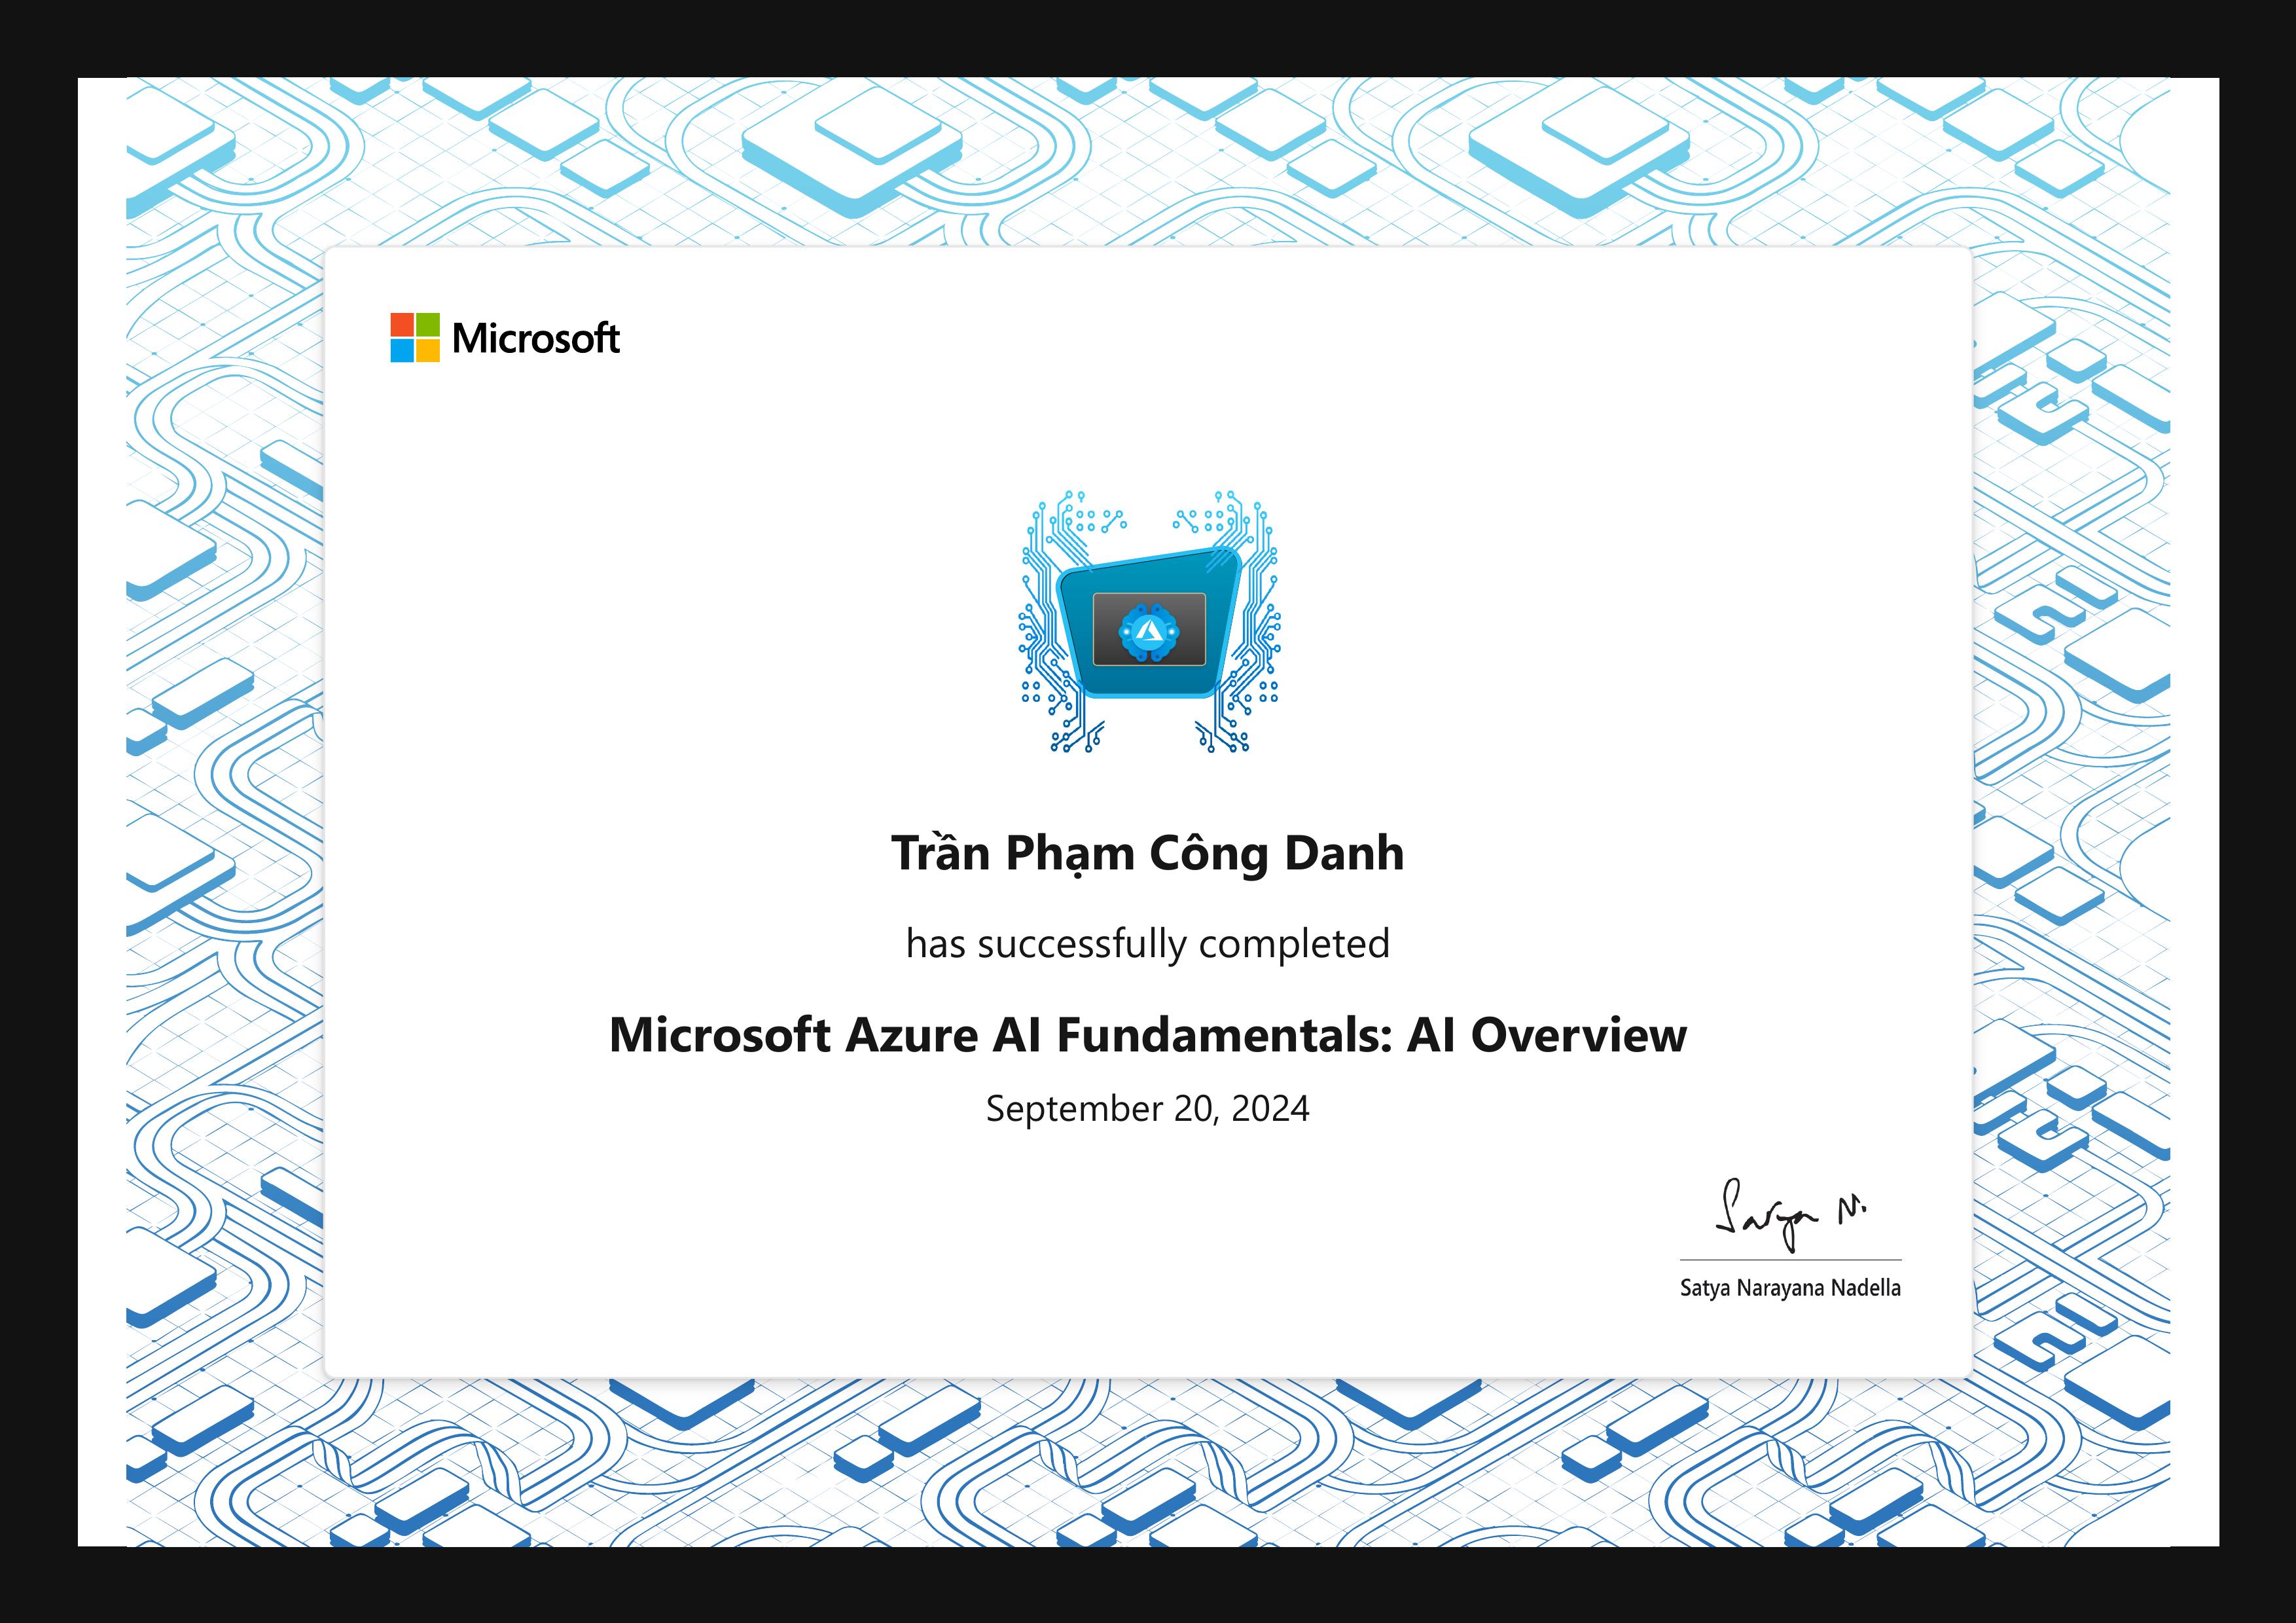 Microsoft
Trần Phạm Công Danh
has successfully completed
Microsoft Azure AI Fundamentals: AI Overview
September 20, 2024
Satya N.
Satya Narayana Nadella